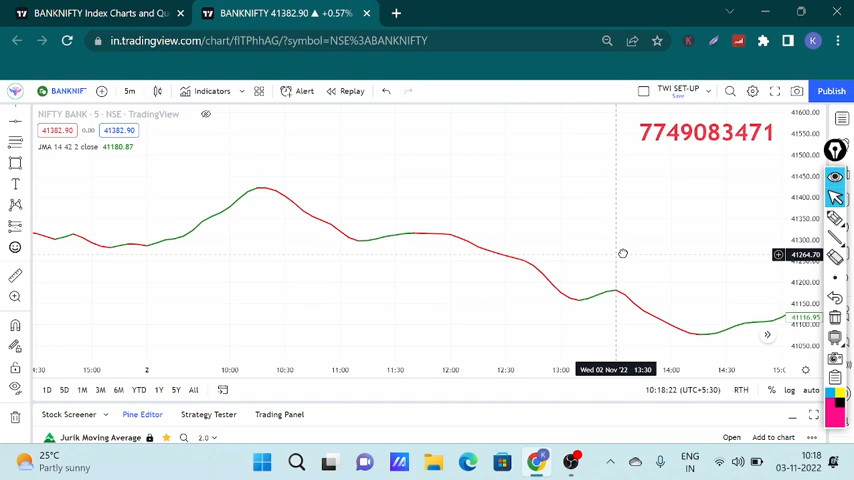 BANKNIFTY Index Charts and Qu
BANKNIFTY 41382.90 ▲ +0.57%
in.tradingview.com/chart/flTPhhAG/?symbol=NSE%3ABANKNIFTY
BANKNIF 5m Indicators Alert Replay TWI SET-UP Save Publish
NIFTY BANK · 5 · NSE · TradingView
41382.90 0.00 41382.90
JMA 14 42 2 close 41180.87
7749083471
41600.00
41550.00
41500.00
41450.00
41400.00
41350.00
41300.00
41264.70
41200.00
41150.00
41116.95
41100.00
41050.00
:30 15:00 2 10:00 10:30 11:00 11:30 12:00 12:30 13:00 Wed 02 Nov '22 13:30 14:00 14:30 15:0
1D 5D 1M 3M 6M YTD 1Y 5Y All 10:18:22 (UTC+5:30) RTH % log auto
Stock Screener Pine Editor Strategy Tester Trading Panel
Jurik Moving Average 2.0 Open Add to chart
25°C
Partly sunny
ENG
IN
10:18
03-11-2022